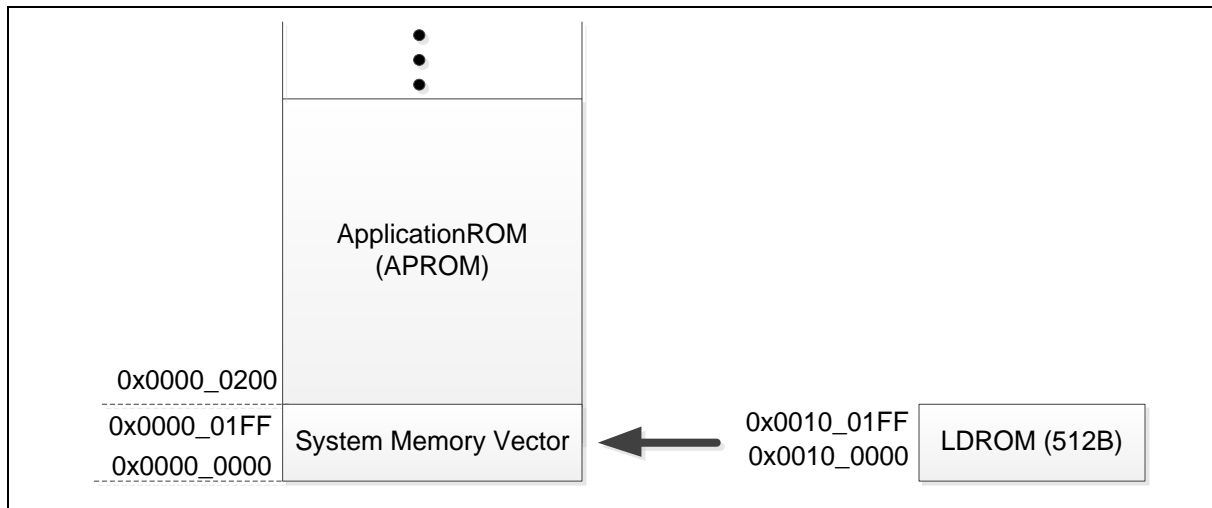 ApplicationROM
(APROM)
0x0000_0200
0x0000_01FF
System Memory Vector
0x0010_01FF
LDROM (512B)
0x0000_0000
0x0010_0000